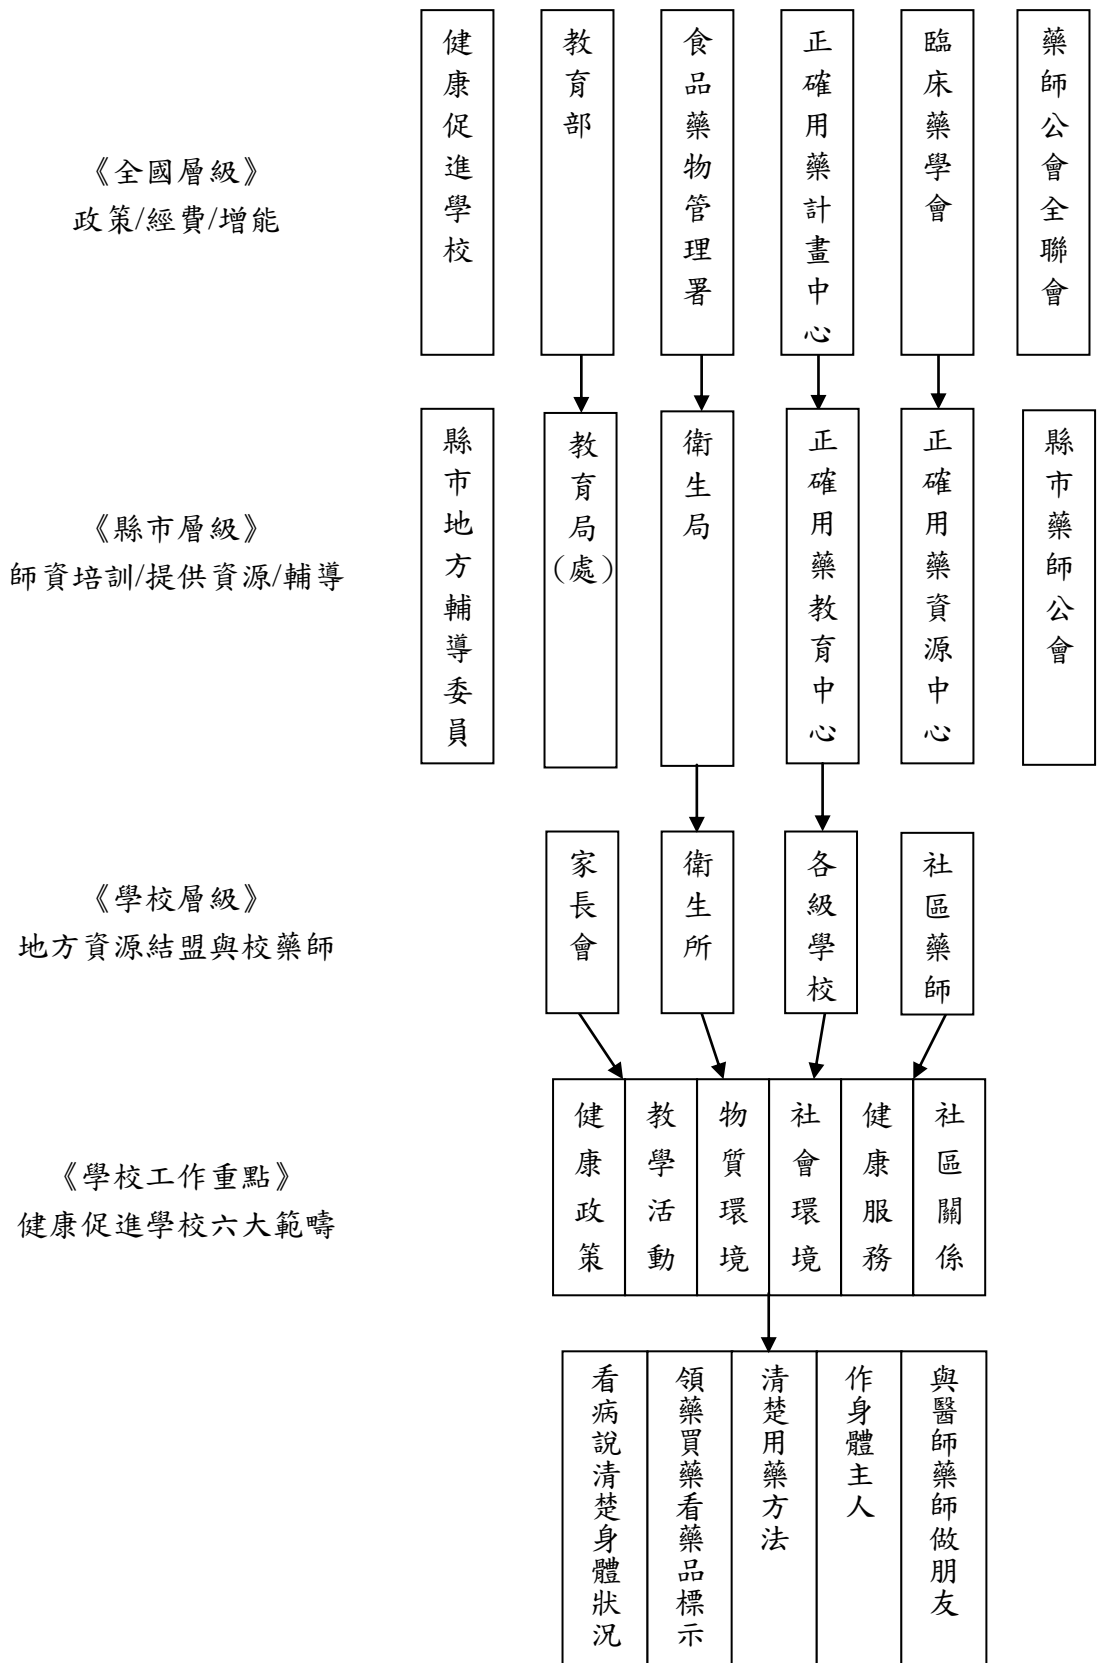 《全國層級》
政策/經費/增能
健康促進學校
教育部
食品藥物管理署
正確用藥計畫中心
臨床藥學會
藥師公會全聯會
《縣市層級》
師資培訓/提供資源/輔導
縣市地方輔導委員
教育局(處)
衛生局
正確用藥教育中心
正確用藥資源中心
縣市藥師公會
《學校層級》
地方資源結盟與校藥師
家長會
衛生所
各級學校
社區藥師
《學校工作重點》
健康促進學校六大範疇
健康政策
教學活動
物質環境
社會環境
健康服務
社區關係
看病說清楚身體狀況
領藥買藥看藥品標示
清楚用藥方法
作身體主人
與醫師藥師做朋友